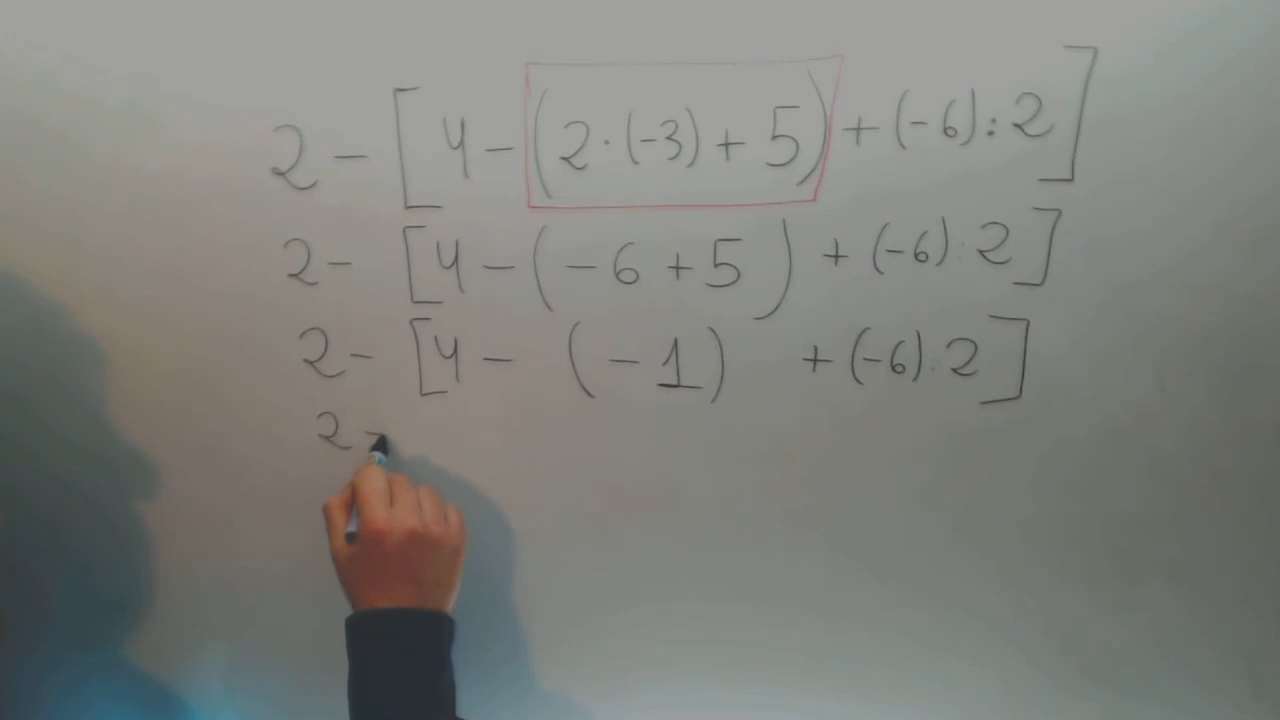 2 - [4 - (2 · (-3) + 5) + (-6) : 2]
2 - [4 - (-6 + 5) + (-6) : 2]
2 - [4 - (-1) + (-6) : 2]
2 -